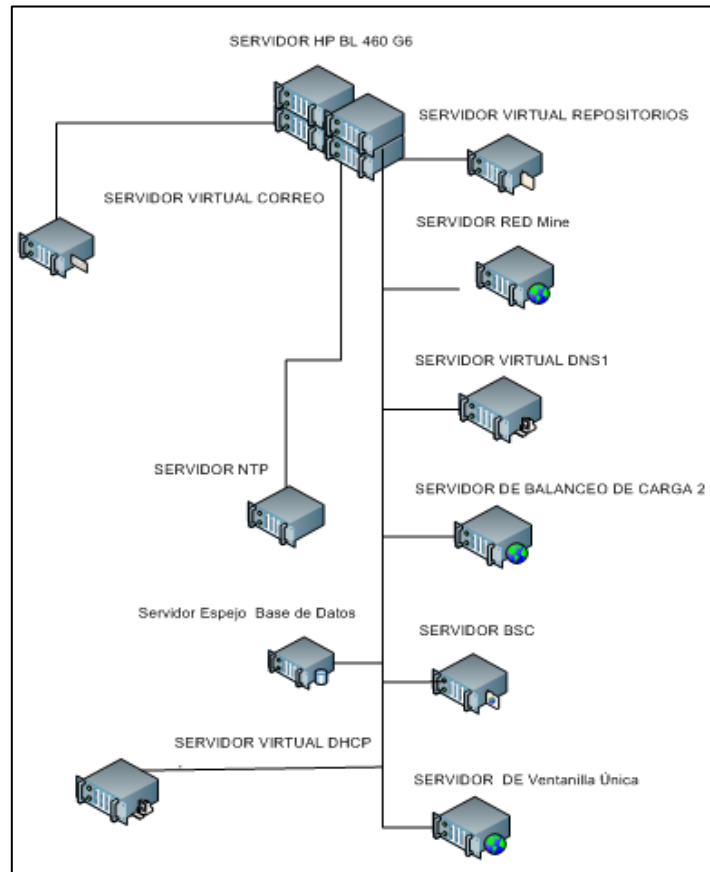 SERVIDOR HP BL 460 G6
SERVIDOR VIRTUAL REPOSITORIOS
SERVIDOR VIRTUAL CORREO
SERVIDOR RED Mine
SERVIDOR VIRTUAL DNS1
SERVIDOR NTP
SERVIDOR DE BALANCEO DE CARGA 2
Servidor Espejo Base de Datos
SERVIDOR BSC
SERVIDOR VIRTUAL DHCP
SERVIDOR DE Ventanilla Única